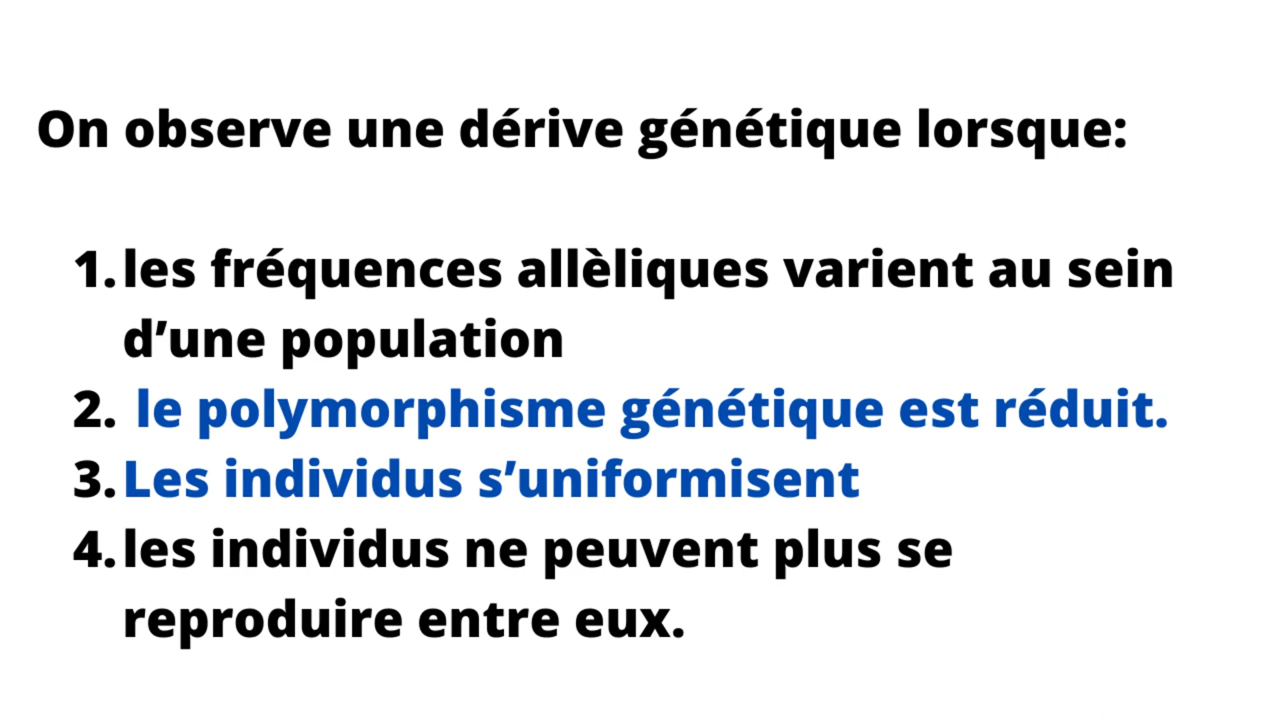 On observe une dérive génétique lorsque:
1. les fréquences allèliques varient au sein
d’une population
2. le polymorphisme génétique est réduit.
3. Les individus s’uniformisent
4. les individus ne peuvent plus se
reproduire entre eux.